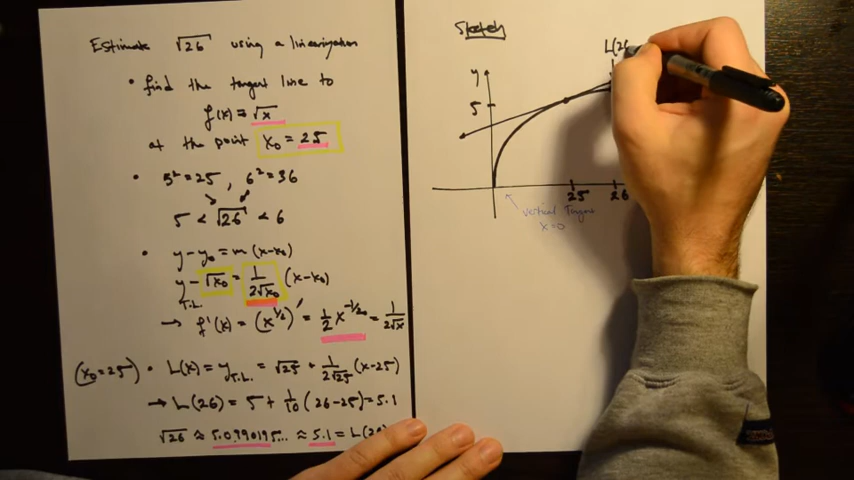 Estimate √26 using a linearization
• find the tangent line to
f(x) = √x
at the point x₀ = 25
• 5² = 25 , 6² = 36
5 < √26 < 6
• y - y₀ = m (x - x₀)
y - √x₀ = 1/(2√x₀) (x - x₀)
T.L.
→ f'(x) = (x^(1/2))' = 1/2 x^(-1/2) = 1/(2√x)
(x₀ = 25) • L(x) = y_T.L. = √25 + 1/(2√25) (x - 25)
→ L(26) = 5 + 1/10 (26 - 25) = 5.1
√26 ≈ 5.0990195... ≈ 5.1 = L(26)
Sketch
L(26
y
5
25 26
vertical Tangent
x=0